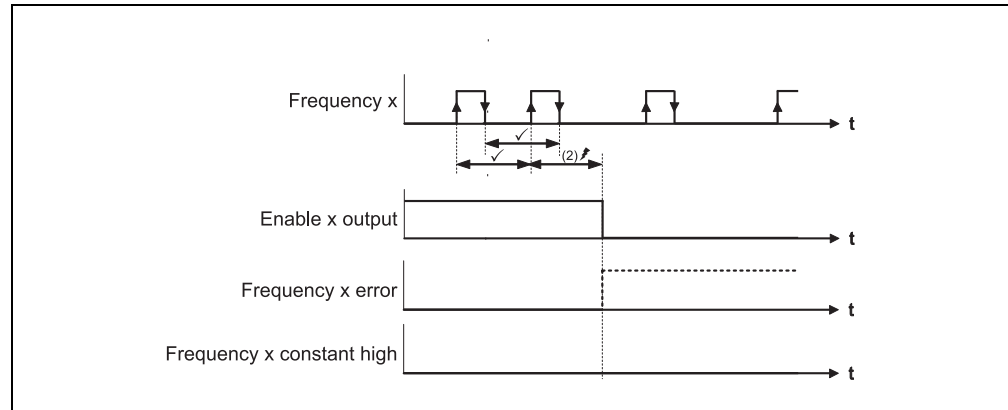 Frequency x
t
✓
✓
(2)
Enable x output
t
Frequency x error
t
Frequency x constant high
t